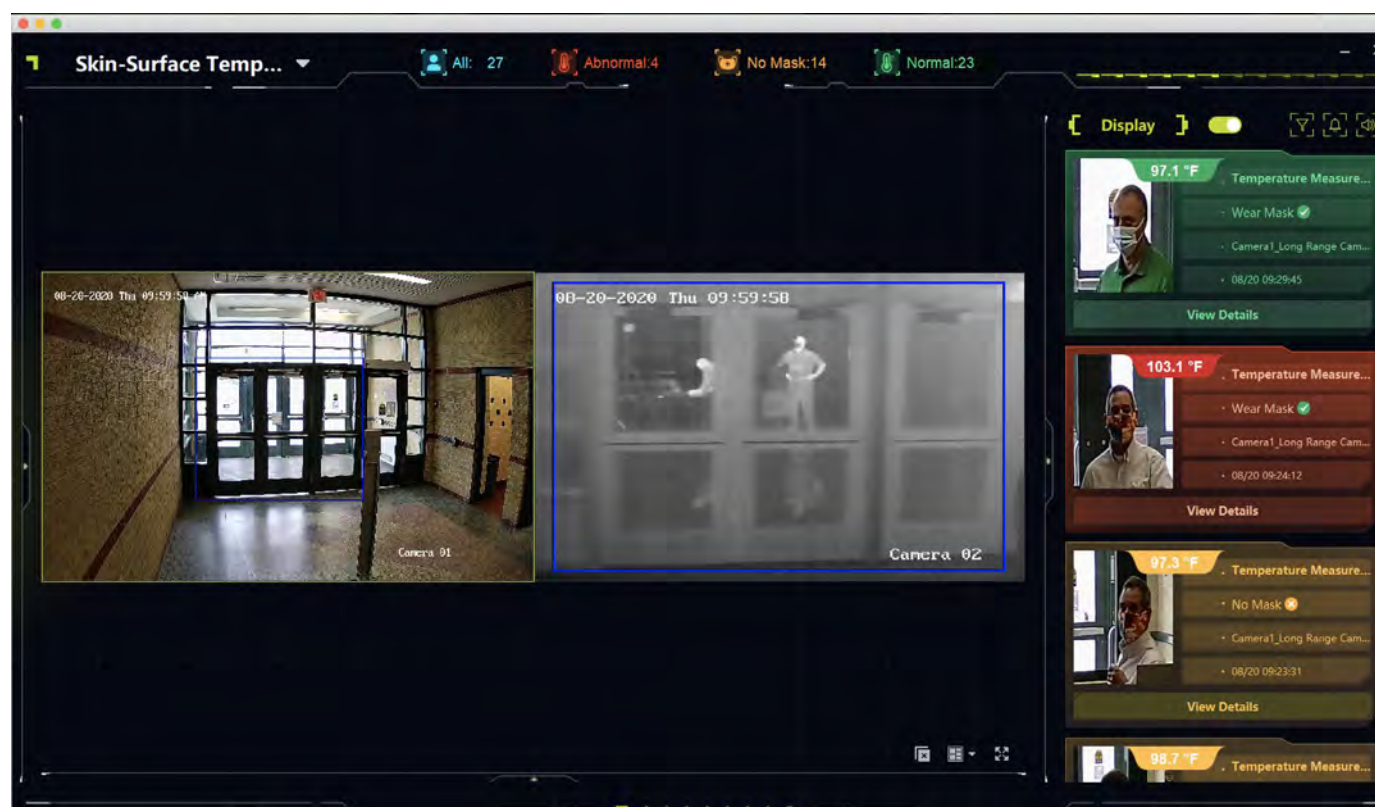 Skin-Surface Temp...
All: 27
Abnormal:4
No Mask:14
Normal:23
Display
08-20-2020 Thu 09:59:58 AM
Camera 01
08-20-2020 Thu 09:59:58
Camera 02
97.1 °F
Temperature Measure...
Wear Mask
Camera1_Long Range Cam...
08/20 09:29:45
View Details
103.1 °F
Temperature Measure...
Wear Mask
Camera1_Long Range Cam...
08/20 09:24:12
View Details
97.3 °F
Temperature Measure...
No Mask
Camera1_Long Range Cam...
08/20 09:23:31
View Details
98.7 °F
Temperature Measure...